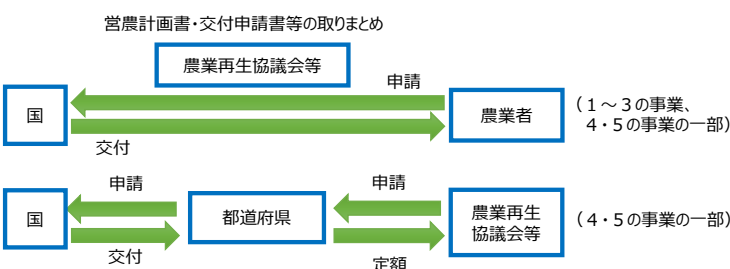 営農計画書・交付申請書等の取りまとめ
農業再生協議会等
申請
国
農業者
（１～３の事業、
４・５の事業の一部）
交付
申請
申請
国
都道府県
農業再生
協議会等
（４・５の事業の一部）
交付
定額